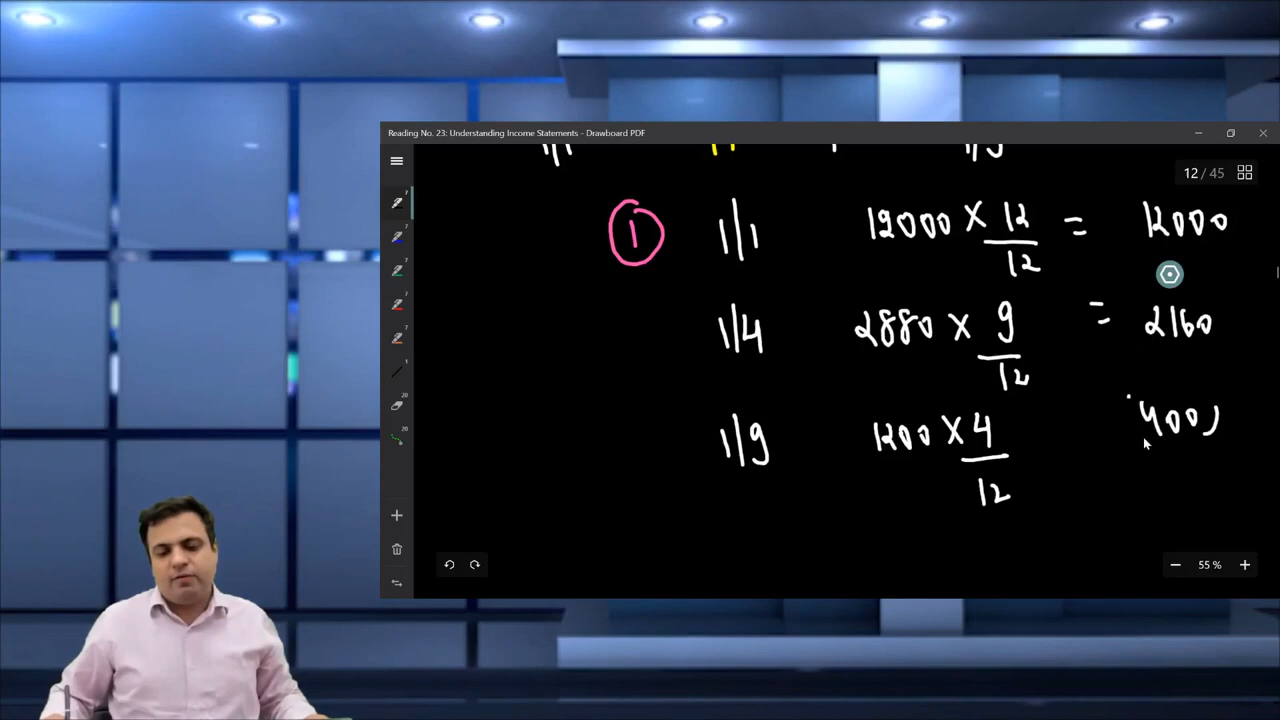 Reading No. 23: Understanding Income Statements - Drawboard PDF
12 / 45
1 1/1 12000 X 12/12 = 12000
1/4 2880 X 9/12 = 2160
1/9 1200 X 4/12 400
55 %